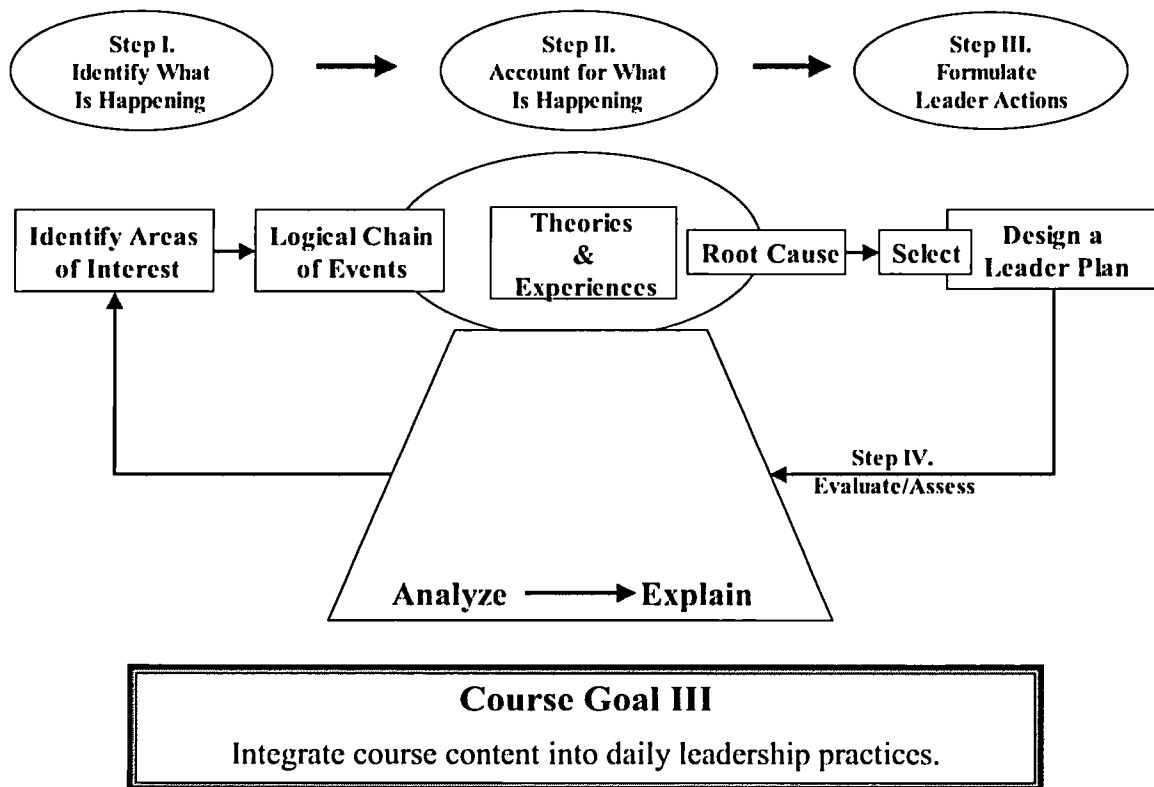 Step I.
Identify What
Is Happening
Step II.
Account for What
Is Happening
Step III.
Formulate
Leader Actions
Identify Areas
of Interest
Logical Chain
of Events
Theories
&
Experiences
Root Cause
Select
Design a
Leader Plan
Step IV.
Evaluate/Assess
Analyze
Explain
Course Goal III
Integrate course content into daily leadership practices.